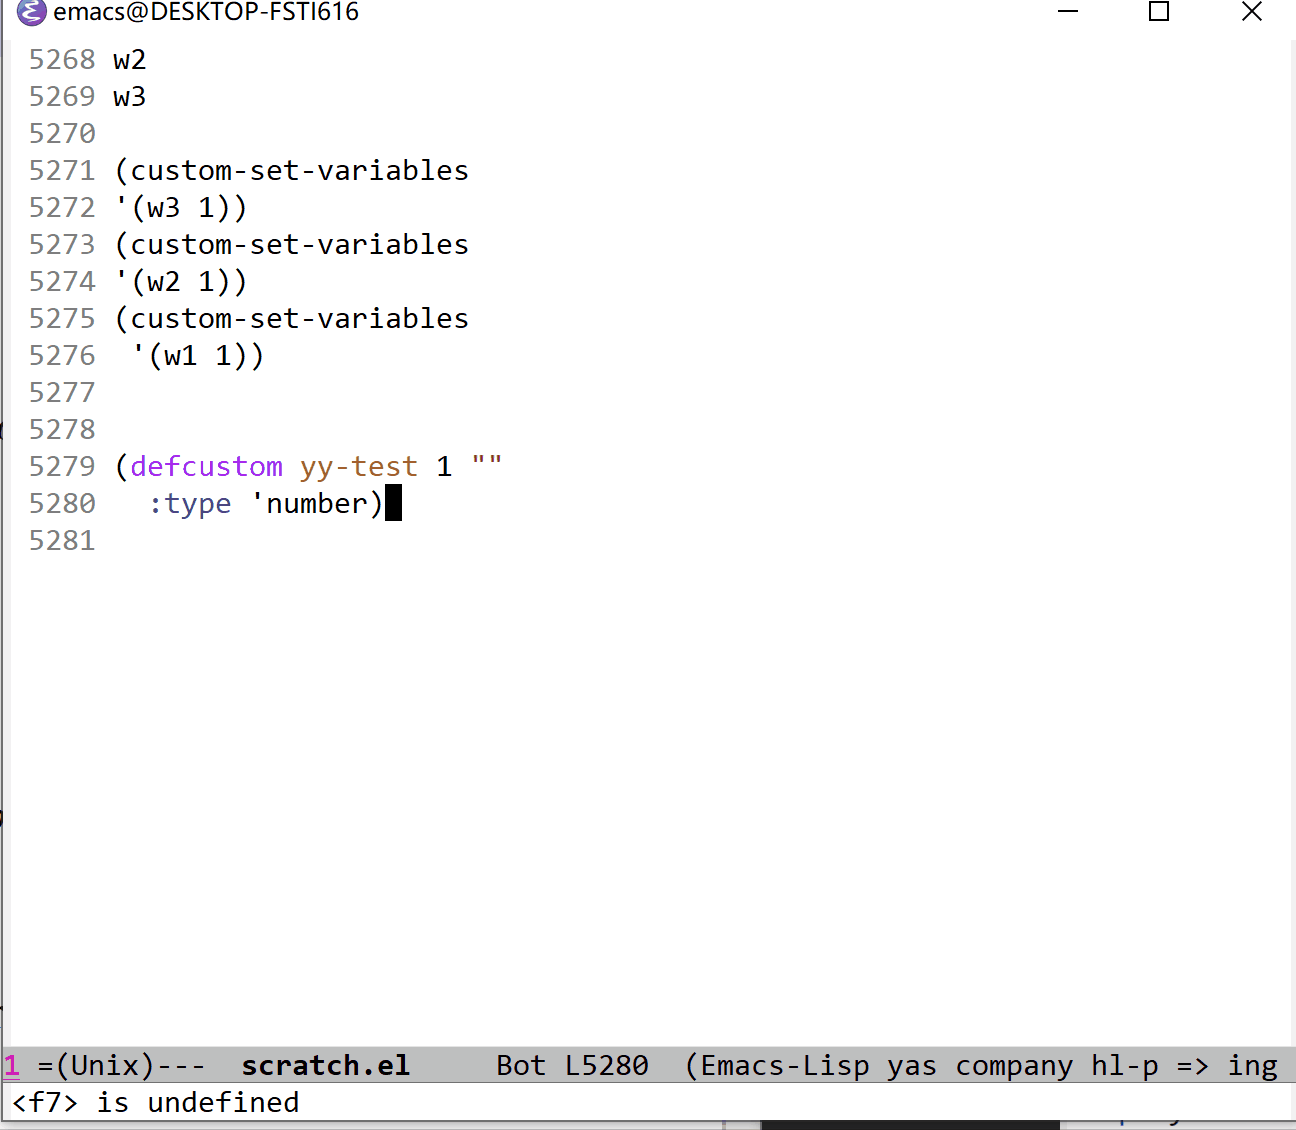 emacs@DESKTOP-FSTI616
5268 w2
5269 w3
5270
5271 (custom-set-variables
5272 '(w3 1))
5273 (custom-set-variables
5274 '(w2 1))
5275 (custom-set-variables
5276  '(w1 1))
5277
5278
5279 (defcustom yy-test 1 ""
5280   :type 'number)
5281
1 =(Unix)---  scratch.el     Bot L5280  (Emacs-Lisp yas company hl-p => ing
<f7> is undefined